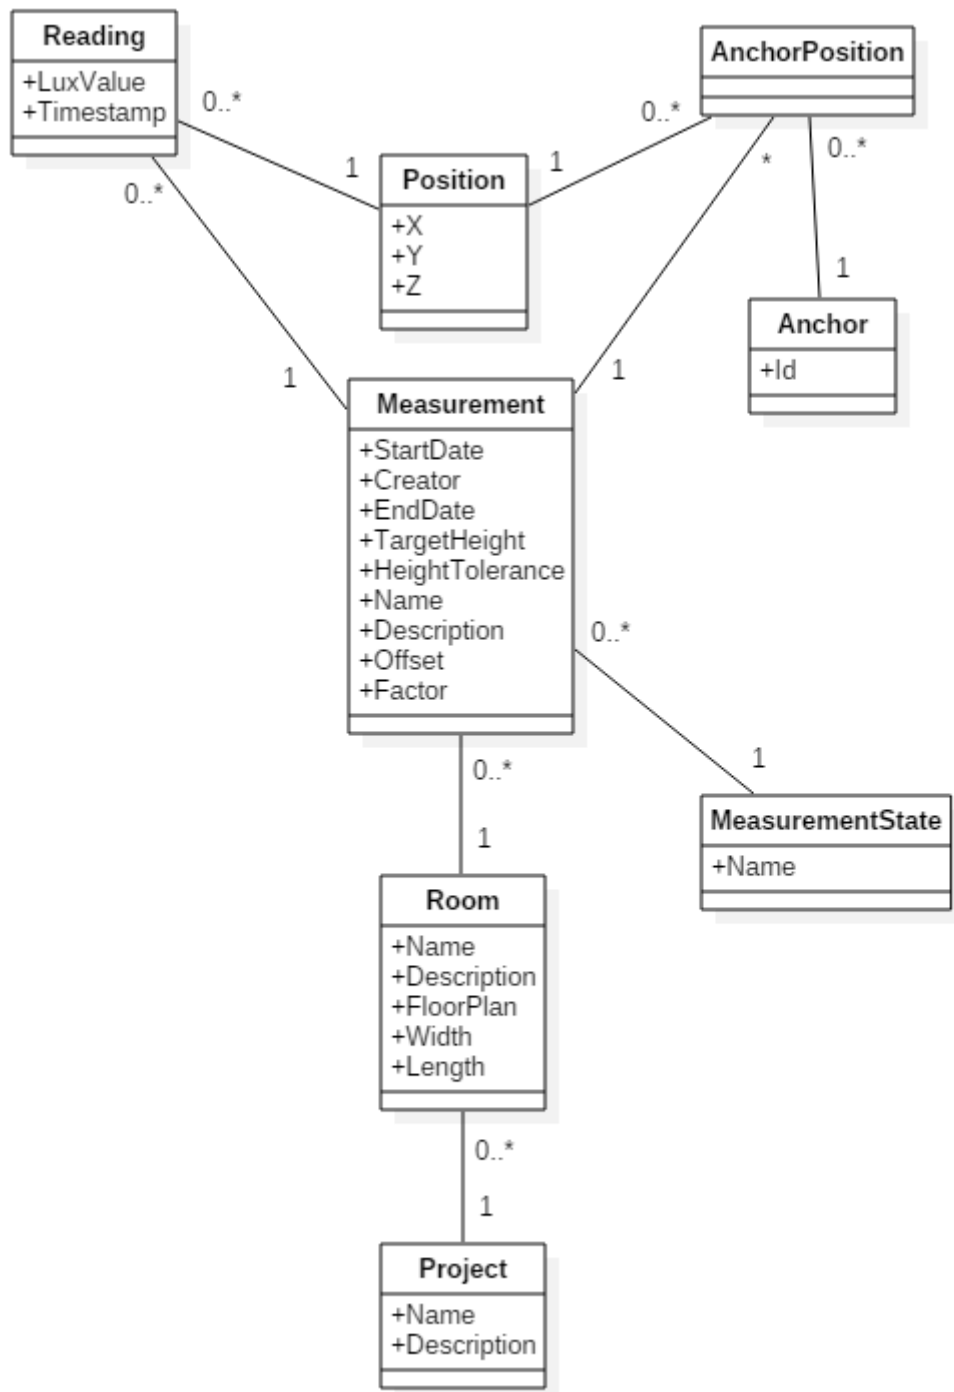 Reading
+LuxValue
+Timestamp
AnchorPosition
0..*
0..*
0..*
*
0..*
1
1
Position
+X
+Y
+Z
1
Anchor
+Id
1
1
Measurement
+StartDate
+Creator
+EndDate
+TargetHeight
+HeightTolerance
+Name
+Description
+Offset
+Factor
0..*
1
MeasurementState
+Name
0..*
1
Room
+Name
+Description
+FloorPlan
+Width
+Length
0..*
1
Project
+Name
+Description